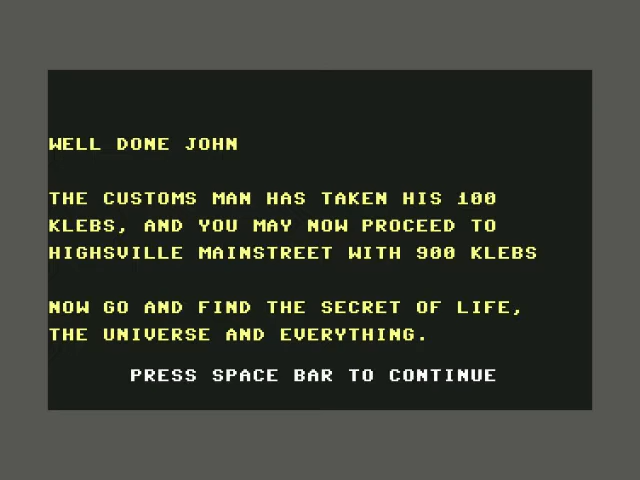 WELL DONE JOHN
THE CUSTOMS MAN HAS TAKEN HIS 100
KLEBS, AND YOU MAY NOW PROCEED TO
HIGHSVILLE MAINSTREET WITH 900 KLEBS
NOW GO AND FIND THE SECRET OF LIFE,
THE UNIVERSE AND EVERYTHING.
PRESS SPACE BAR TO CONTINUE